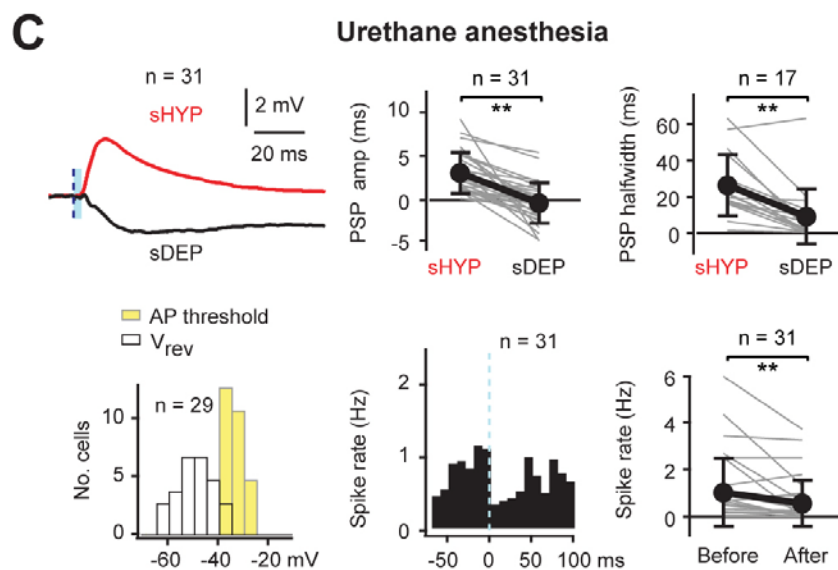 C
Urethane anesthesia
n = 31
sHYP
2 mV
20 ms
sDEP
n = 31
**
PSP amp (ms)
10
5
0
-5
sHYP
sDEP
n = 17
**
PSP halfwidth (ms)
60
40
20
0
sHYP
sDEP
AP threshold
Vrev
n = 29
No. cells
10
5
0
-60
-40
-20 mV
n = 31
Spike rate (Hz)
2
1
0
-50
0
50
100 ms
n = 31
**
Spike rate (Hz)
6
4
2
0
Before
After